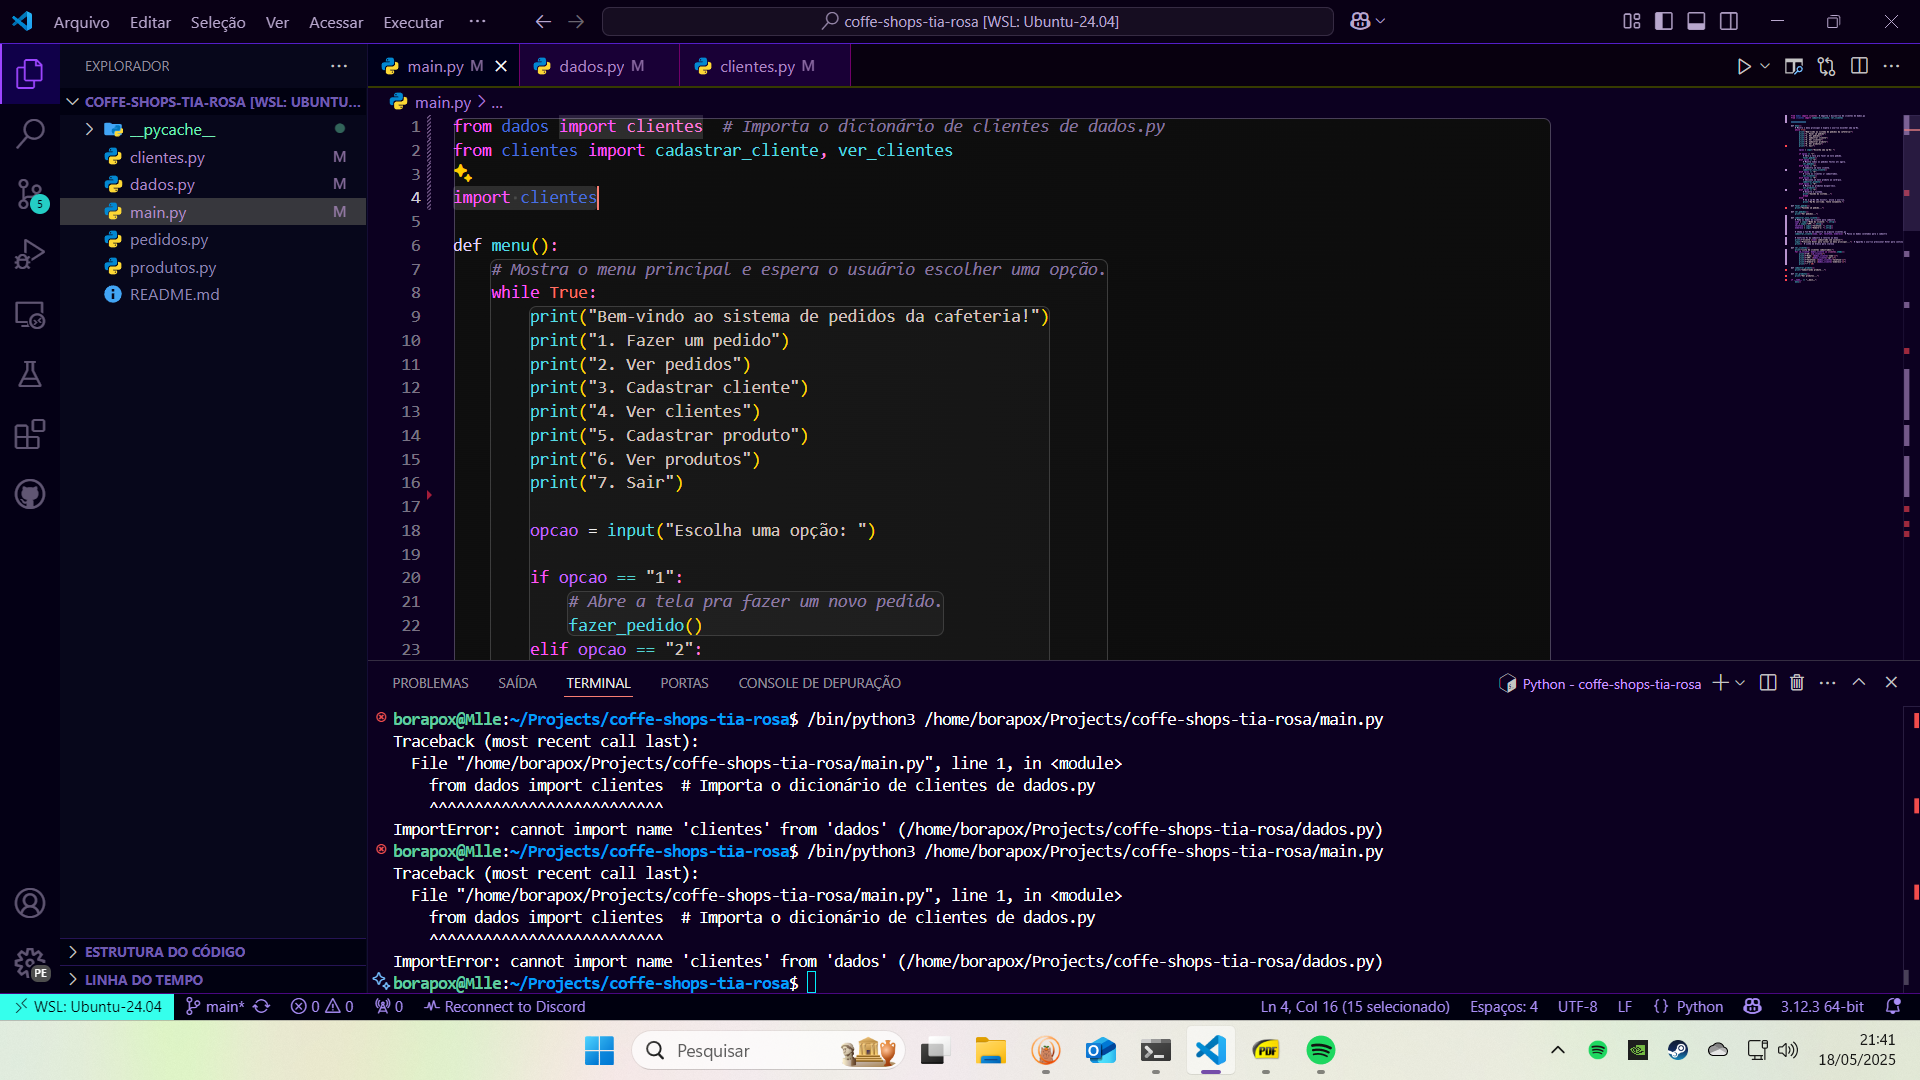 Arquivo Editar Seleção Ver Acessar Executar ··· coffe-shops-tia-rosa [WSL: Ubuntu-24.04]
EXPLORADOR ···
COFFE-SHOPS-TIA-ROSA [WSL: UBUNTU...
__pycache__
clientes.py M
dados.py M
main.py M
pedidos.py
produtos.py
README.md
5
PE
ESTRUTURA DO CÓDIGO
LINHA DO TEMPO
main.py M dados.py M clientes.py M
main.py > ...
1 from dados import clientes # Importa o dicionário de clientes de dados.py
2 from clientes import cadastrar_cliente, ver_clientes
3
4 import clientes
5
6 def menu():
7 # Mostra o menu principal e espera o usuário escolher uma opção.
8 while True:
9 print("Bem-vindo ao sistema de pedidos da cafeteria!")
10 print("1. Fazer um pedido")
11 print("2. Ver pedidos")
12 print("3. Cadastrar cliente")
13 print("4. Ver clientes")
14 print("5. Cadastrar produto")
15 print("6. Ver produtos")
16 print("7. Sair")
17
18 opcao = input("Escolha uma opção: ")
19
20 if opcao == "1":
21 # Abre a tela pra fazer um novo pedido.
22 fazer_pedido()
23 elif opcao == "2":
PROBLEMAS SAÍDA TERMINAL PORTAS CONSOLE DE DEPURAÇÃO Python - coffe-shops-tia-rosa
borapox@Mlle:~/Projects/coffe-shops-tia-rosa$ /bin/python3 /home/borapox/Projects/coffe-shops-tia-rosa/main.py
Traceback (most recent call last):
File "/home/borapox/Projects/coffe-shops-tia-rosa/main.py", line 1, in <module>
from dados import clientes # Importa o dicionário de clientes de dados.py
^^^^^^^^^^^^^^^^^^^^^^^^^^
ImportError: cannot import name 'clientes' from 'dados' (/home/borapox/Projects/coffe-shops-tia-rosa/dados.py)
borapox@Mlle:~/Projects/coffe-shops-tia-rosa$ /bin/python3 /home/borapox/Projects/coffe-shops-tia-rosa/main.py
Traceback (most recent call last):
File "/home/borapox/Projects/coffe-shops-tia-rosa/main.py", line 1, in <module>
from dados import clientes # Importa o dicionário de clientes de dados.py
^^^^^^^^^^^^^^^^^^^^^^^^^^
ImportError: cannot import name 'clientes' from 'dados' (/home/borapox/Projects/coffe-shops-tia-rosa/dados.py)
borapox@Mlle:~/Projects/coffe-shops-tia-rosa$
WSL: Ubuntu-24.04 main* 0 0 0 Reconnect to Discord Ln 4, Col 16 (15 selecionado) Espaços: 4 UTF-8 LF {} Python 3.12.3 64-bit
Pesquisar
PDF
21:41
18/05/2025